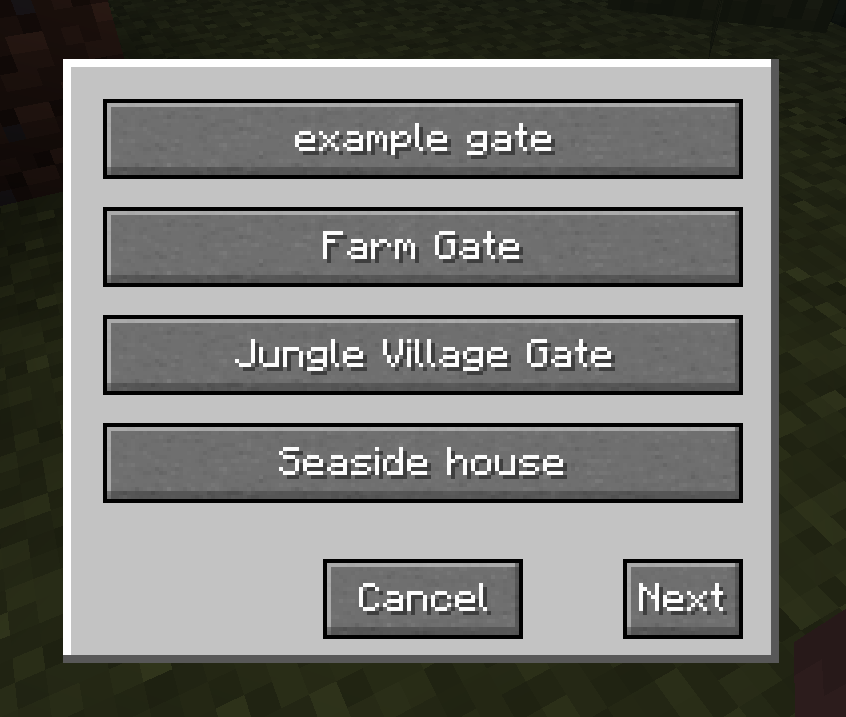 example gate
Farm Gate
Jungle Village Gate
Seaside house
Cancel
Next